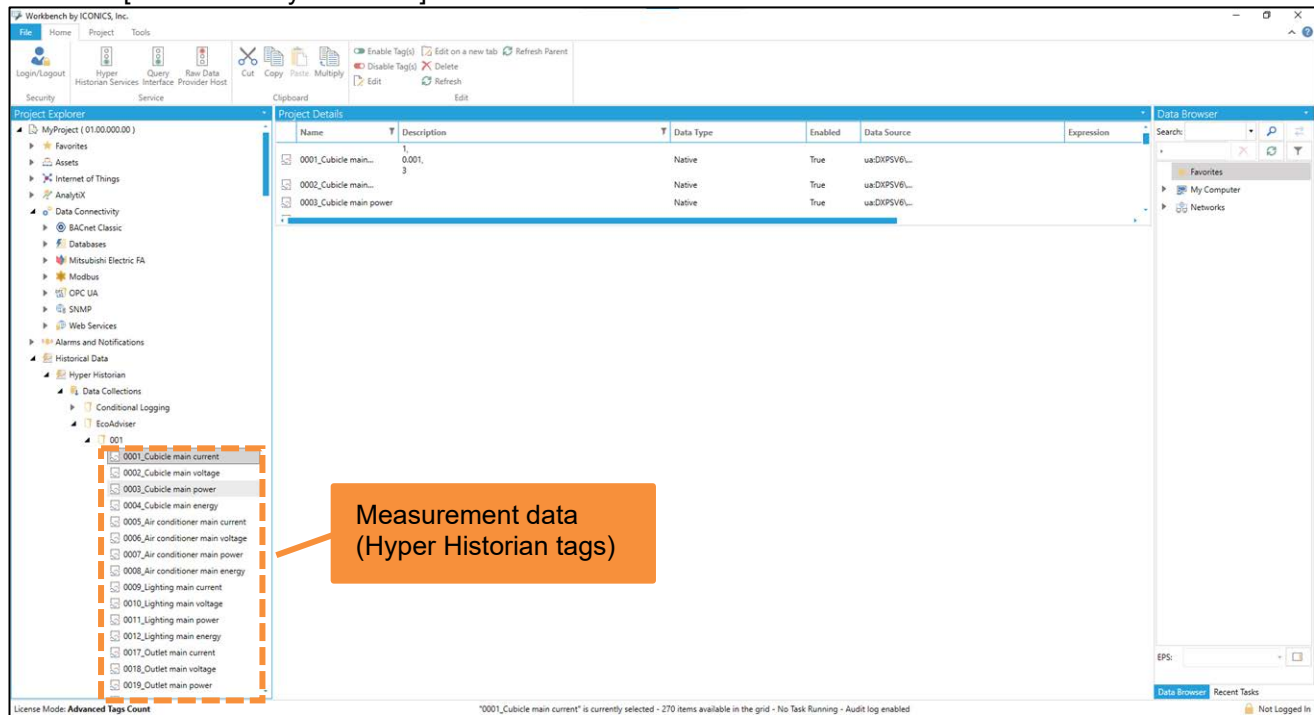 Workbench by ICONICS, Inc.
File Home Project Tools
Login/Logout
Hyper Historian Services
Query Interface
Raw Data Provider Host
Cut Copy Paste Multiply
Enable Tag(s) Edit on a new tab Refresh Parent
Disable Tag(s) Delete
Edit Refresh
Security Service Clipboard Edit
Project Explorer
MyProject ( 01.00.000.00 )
Favorites
Assets
Internet of Things
AnalytiX
Data Connectivity
BACnet Classic
Databases
Mitsubishi Electric FA
Modbus
OPC UA
SNMP
Web Services
Alarms and Notifications
Historical Data
Hyper Historian
Data Collections
Conditional Logging
EcoAdviser
001
0001_Cubicle main current
0002_Cubicle main voltage
0003_Cubicle main power
0004_Cubicle main energy
0005_Air conditioner main current
0006_Air conditioner main voltage
0007_Air conditioner main power
0008_Air conditioner main energy
0009_Lighting main current
0010_Lighting main voltage
0011_Lighting main power
0012_Lighting main energy
0017_Outlet main current
0018_Outlet main voltage
0019_Outlet main power
Project Details
Name Description Data Type Enabled Data Source Expression
1,
0001_Cubicle main... 0.001, Native True ua:DXPSV6\...
3
0002_Cubicle main... Native True ua:DXPSV6\...
0003_Cubicle main power Native True ua:DXPSV6\...
Measurement data
(Hyper Historian tags)
Data Browser
Search:
Favorites
My Computer
Networks
EPS:
Data Browser Recent Tasks
License Mode: Advanced Tags Count
"0001_Cubicle main current" is currently selected - 270 items available in the grid - No Task Running - Audit log enabled
Not Logged In